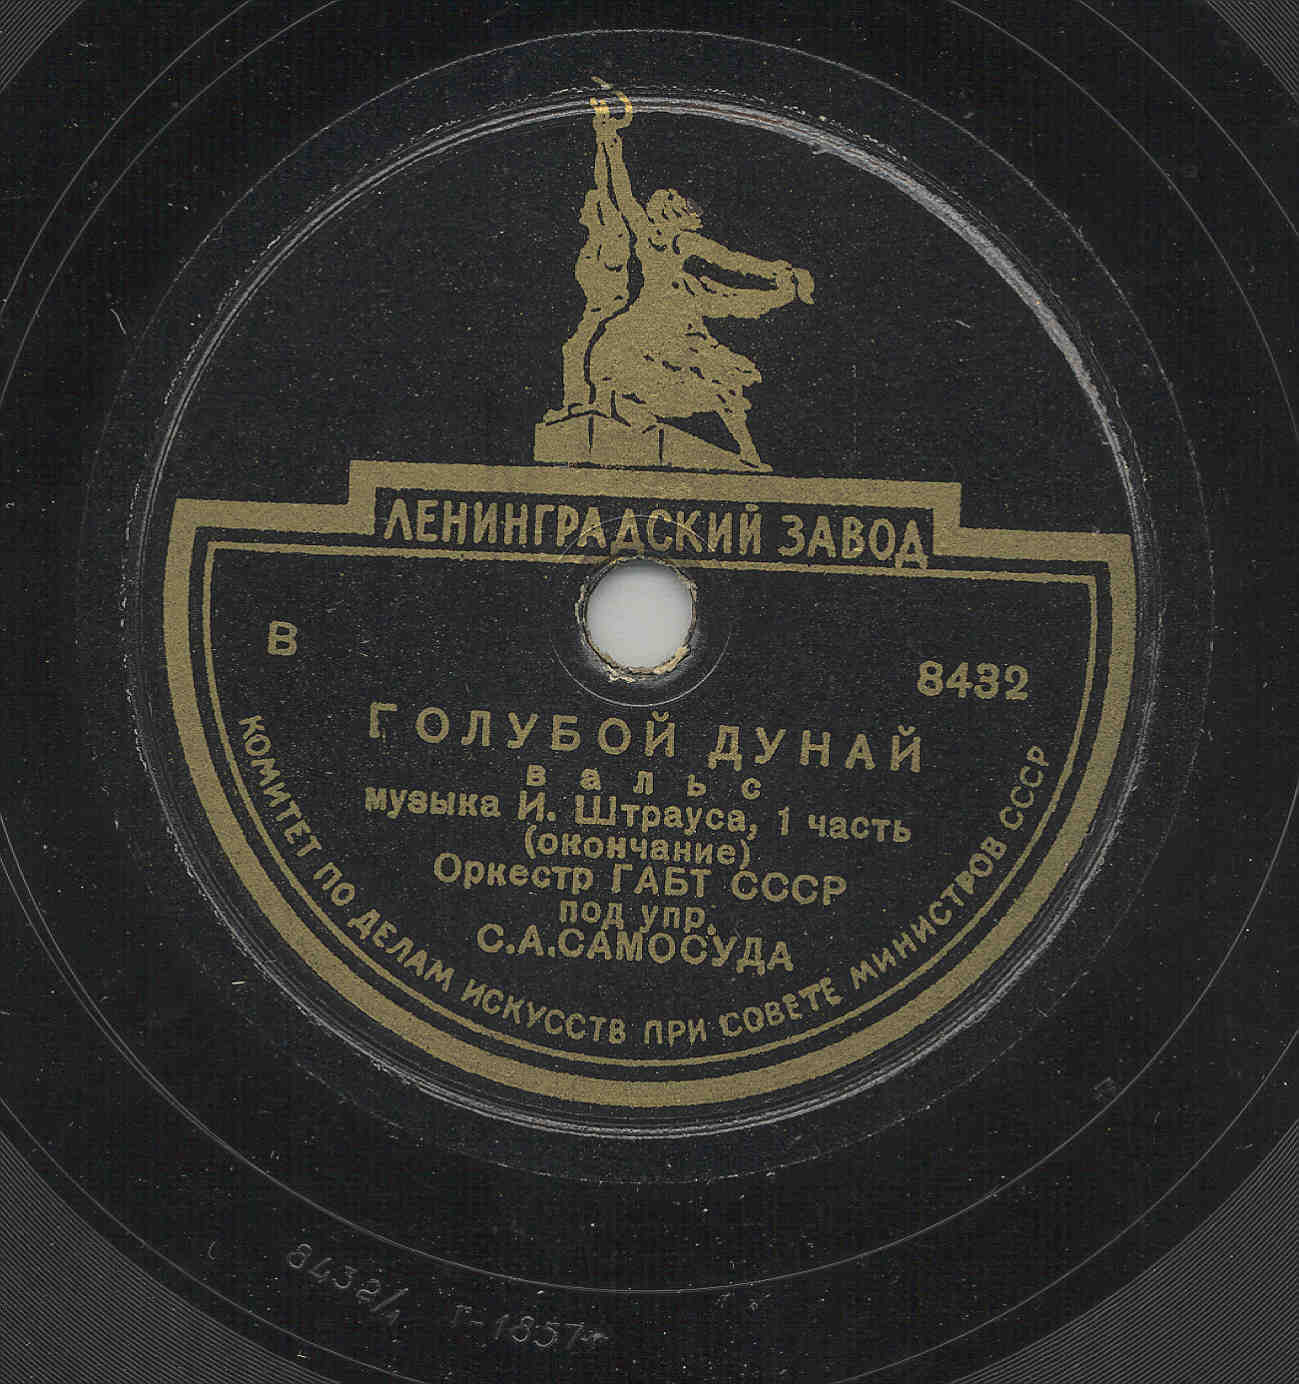 ЛЕНИНГРАДСКИЙ ЗАВОД
В
8432
ГОЛУБОЙ ДУНАЙ
вальс
музыка И. Штрауса, 1 часть
(окончание)
Оркестр ГАБТ СССР
под упр.
С.А.САМОСУДА
КОМИТЕТ ПО ДЕЛАМ ИСКУССТВ ПРИ СОВЕТЕ МИНИСТРОВ СССР
8432/1
Г-1857